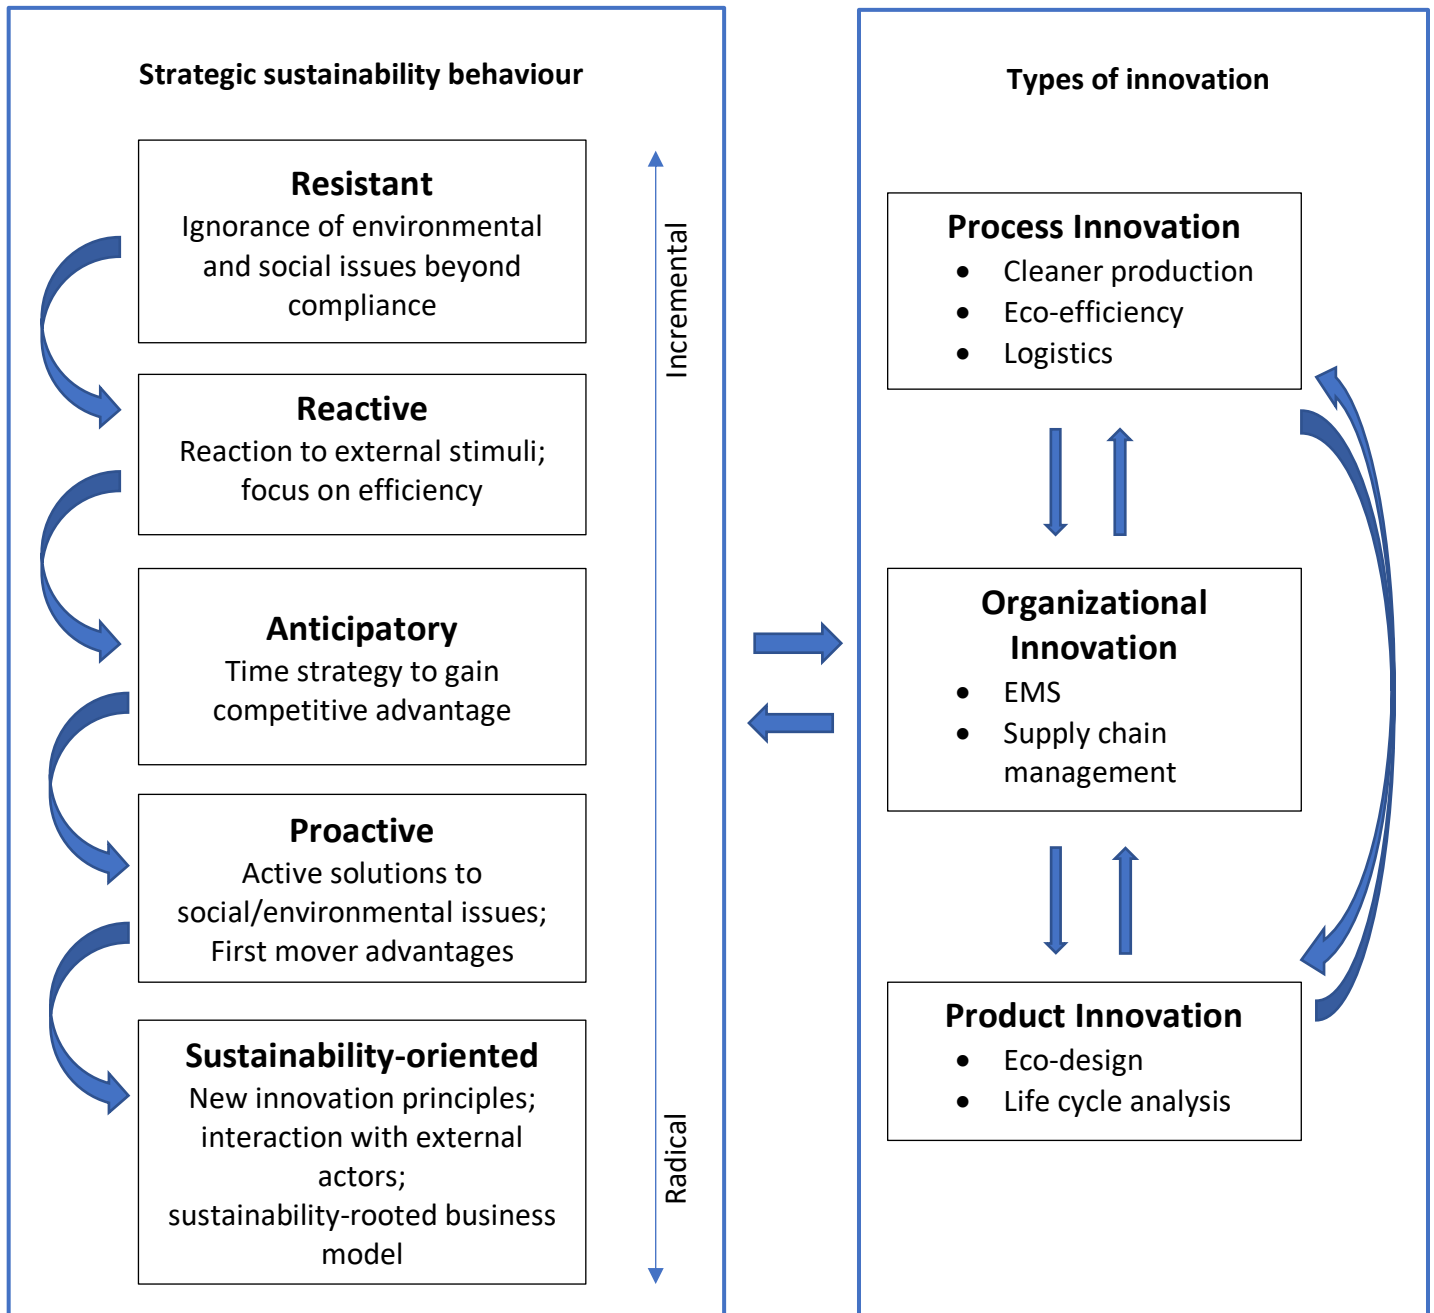 Strategic sustainability behaviour
Resistant
Ignorance of environmental
and social issues beyond
compliance
Reactive
Reaction to external stimuli;
focus on efficiency
Anticipatory
Time strategy to gain
competitive advantage
Proactive
Active solutions to
social/environmental issues;
First mover advantages
Sustainability-oriented
New innovation principles;
interaction with external
actors;
sustainability-rooted business
model
Incremental
Radical
Types of innovation
Process Innovation
• Cleaner production
• Eco-efficiency
• Logistics
Organizational
Innovation
• EMS
• Supply chain
management
Product Innovation
• Eco-design
• Life cycle analysis